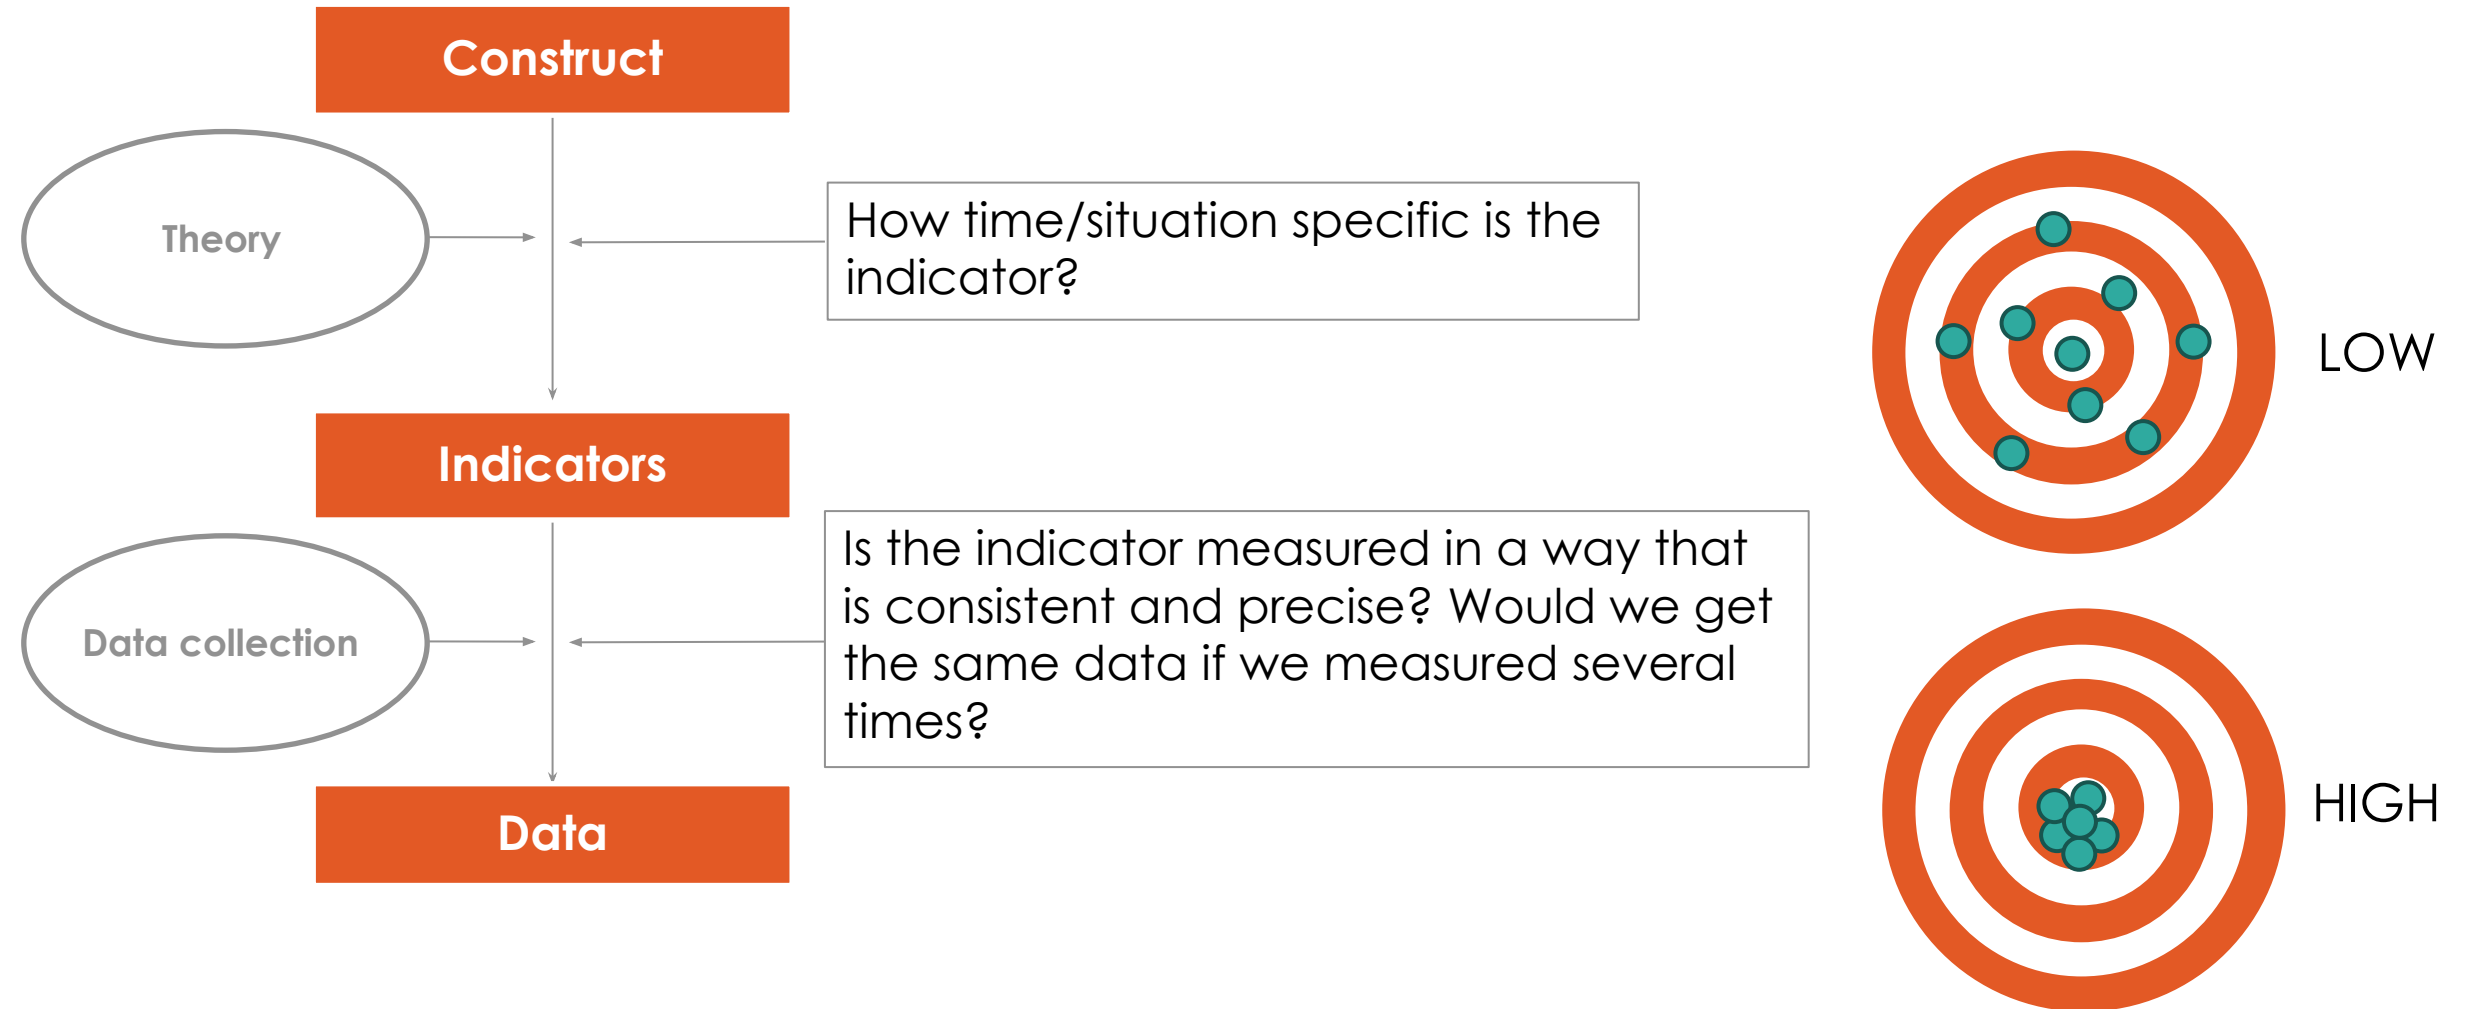 Construct
Theory
How time/situation specific is the
indicator?
LOW
Indicators
Is the indicator measured in a way that
is consistent and precise? Would we get
the same data if we measured several
times?
Data collection
HIGH
Data